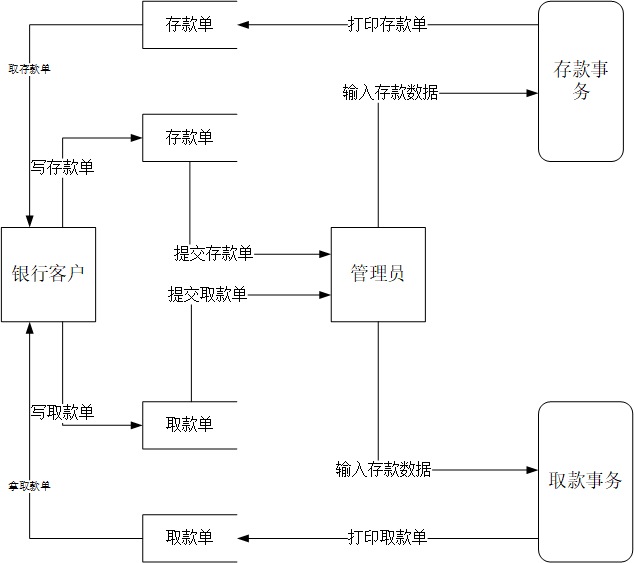 存款单
打印存款单
存款事
务
取存款单
输入存款数据
存款单
写存款单
提交存款单
银行客户
管理员
提交取款单
写取款单
取款单
输入存款数据
取款事务
拿取款单
取款单
打印取款单